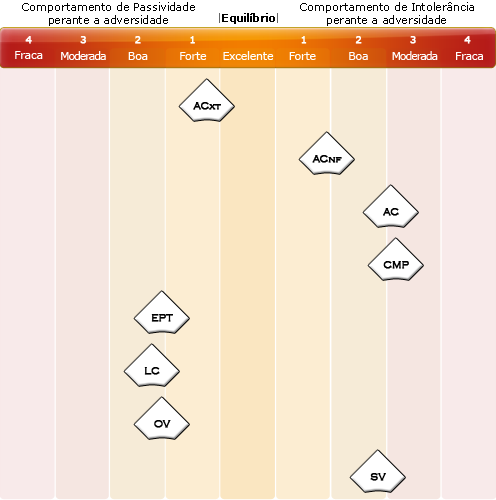 Comportamento de Passividade
perante a adversidade
|Equilíbrio|
Comportamento de Intolerância
perante a adversidade
4 3 2 1 1 2 3 4
Fraca Moderada Boa Forte Excelente Forte Boa Moderada Fraca
ACXT
ACNF
AC
CMP
EPT
LC
OV
SV